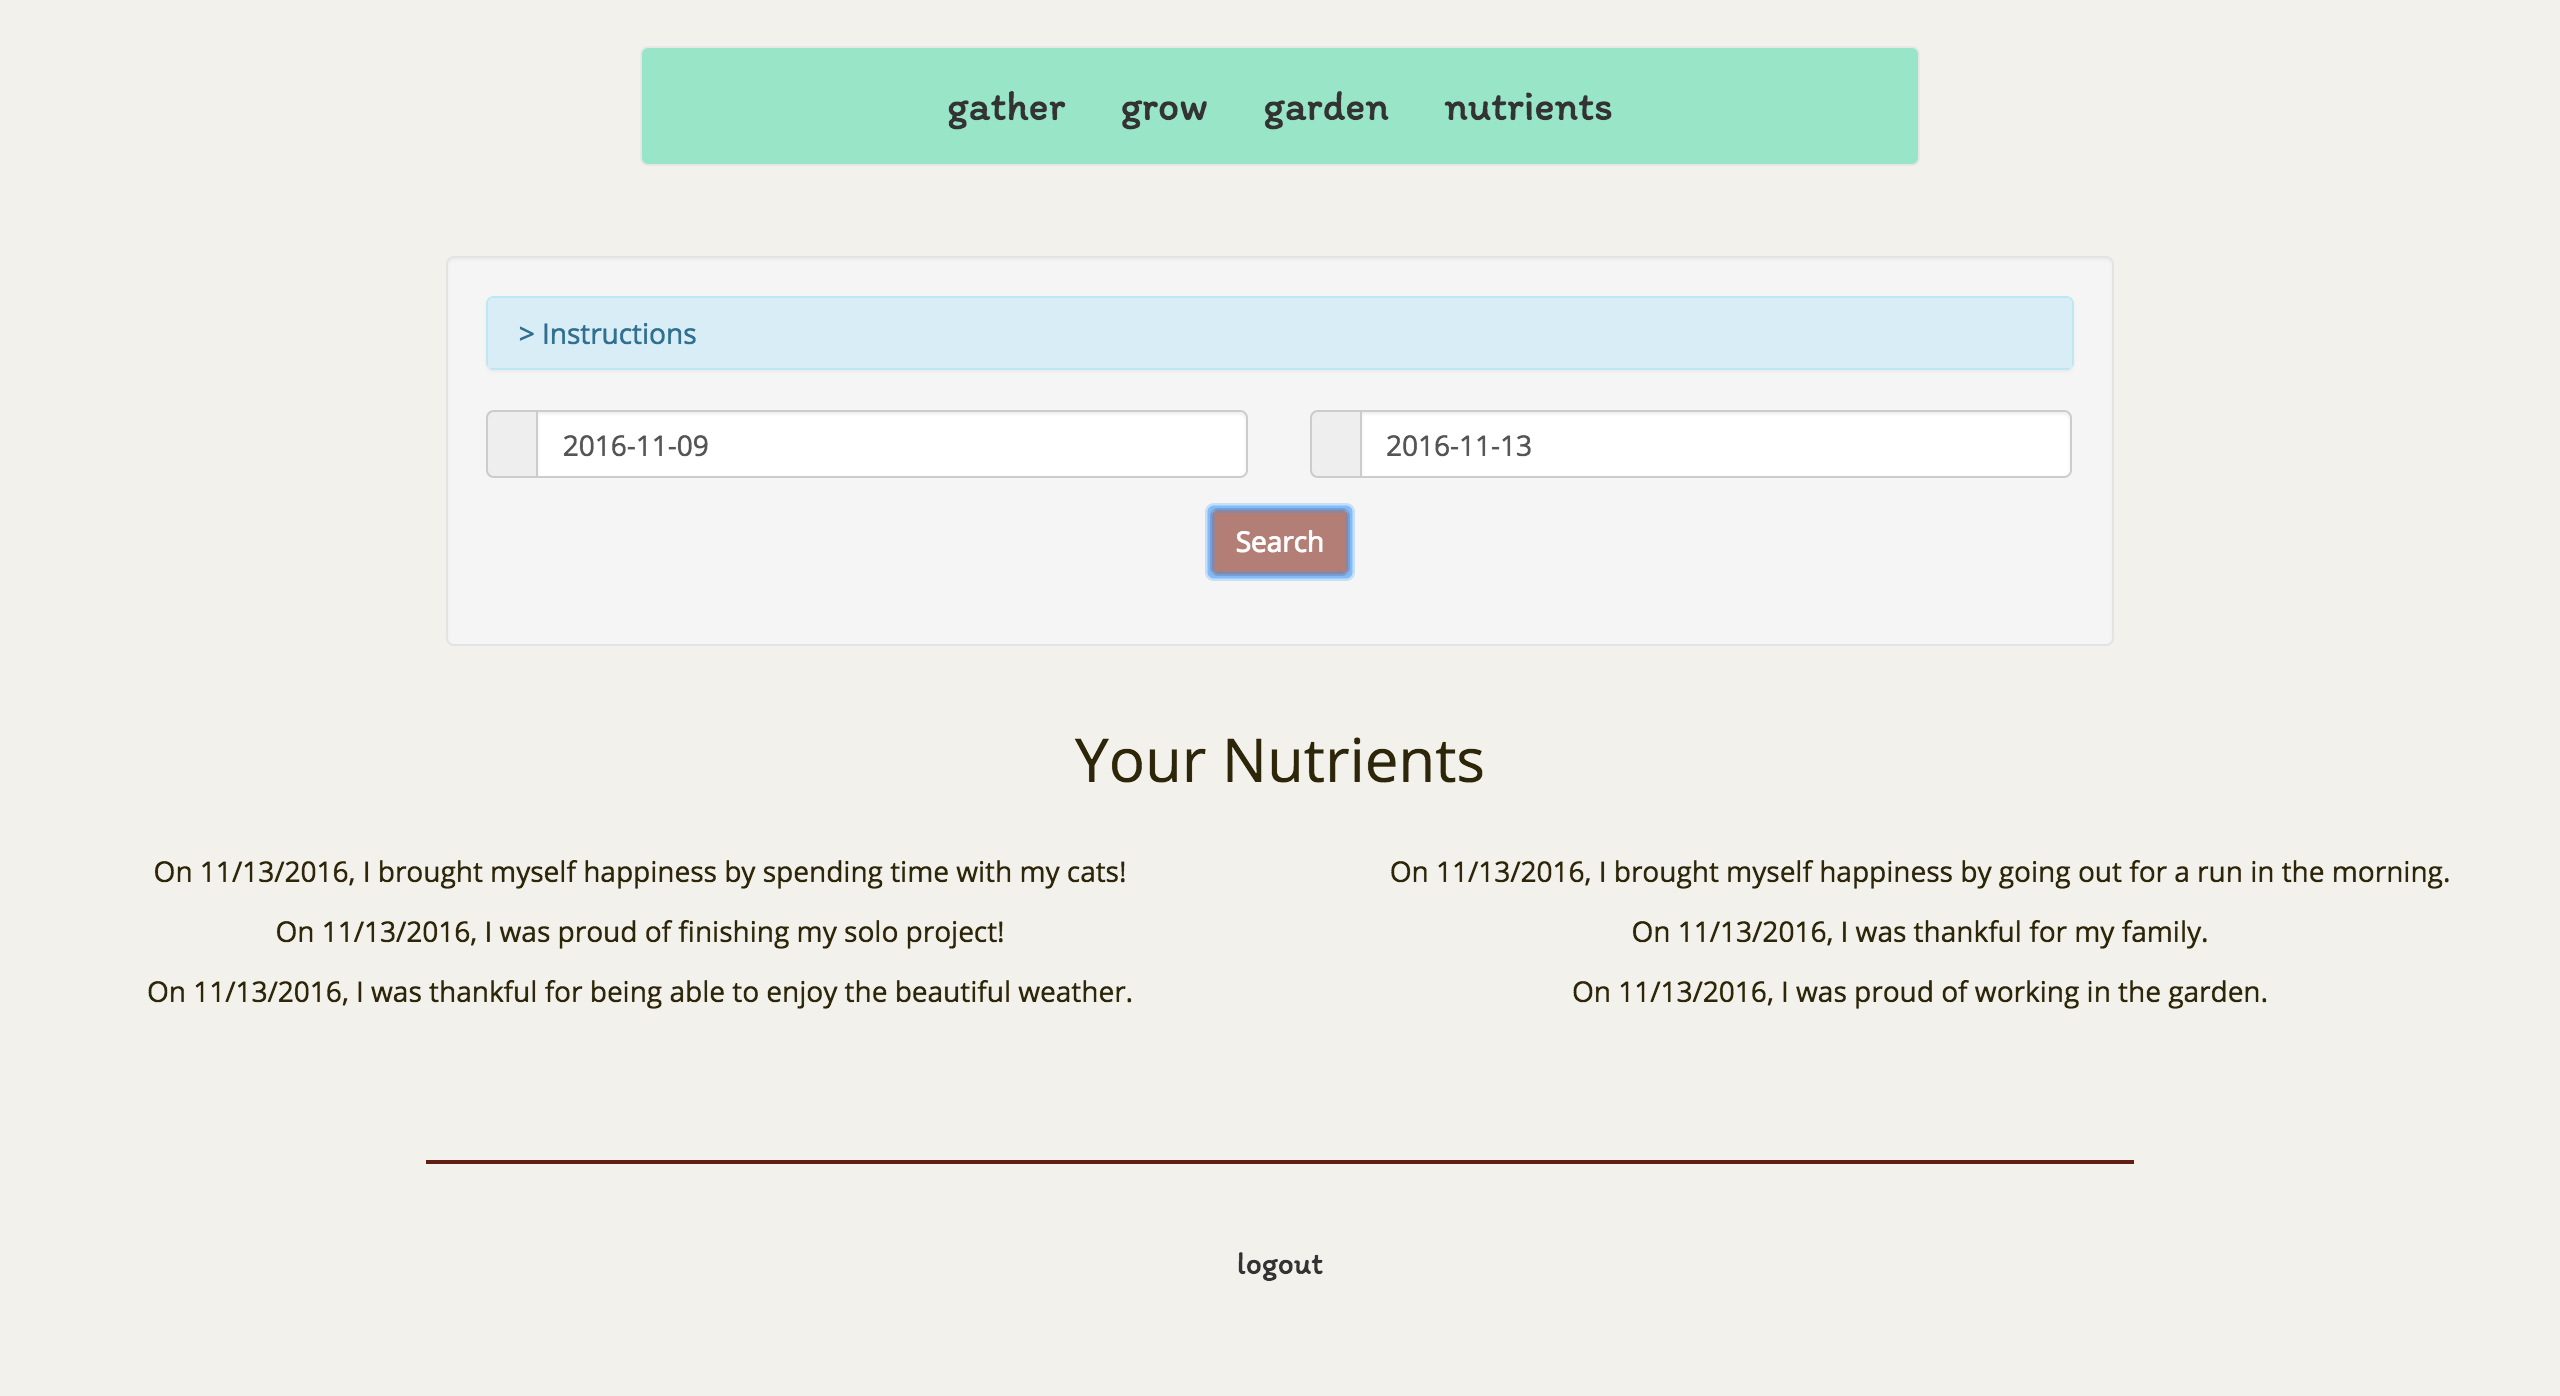 gather grow garden nutrients
> Instructions
2016-11-09 2016-11-13
Search
Your Nutrients
On 11/13/2016, I brought myself happiness by spending time with my cats!
On 11/13/2016, I brought myself happiness by going out for a run in the morning.
On 11/13/2016, I was proud of finishing my solo project!
On 11/13/2016, I was thankful for my family.
On 11/13/2016, I was thankful for being able to enjoy the beautiful weather.
On 11/13/2016, I was proud of working in the garden.
logout